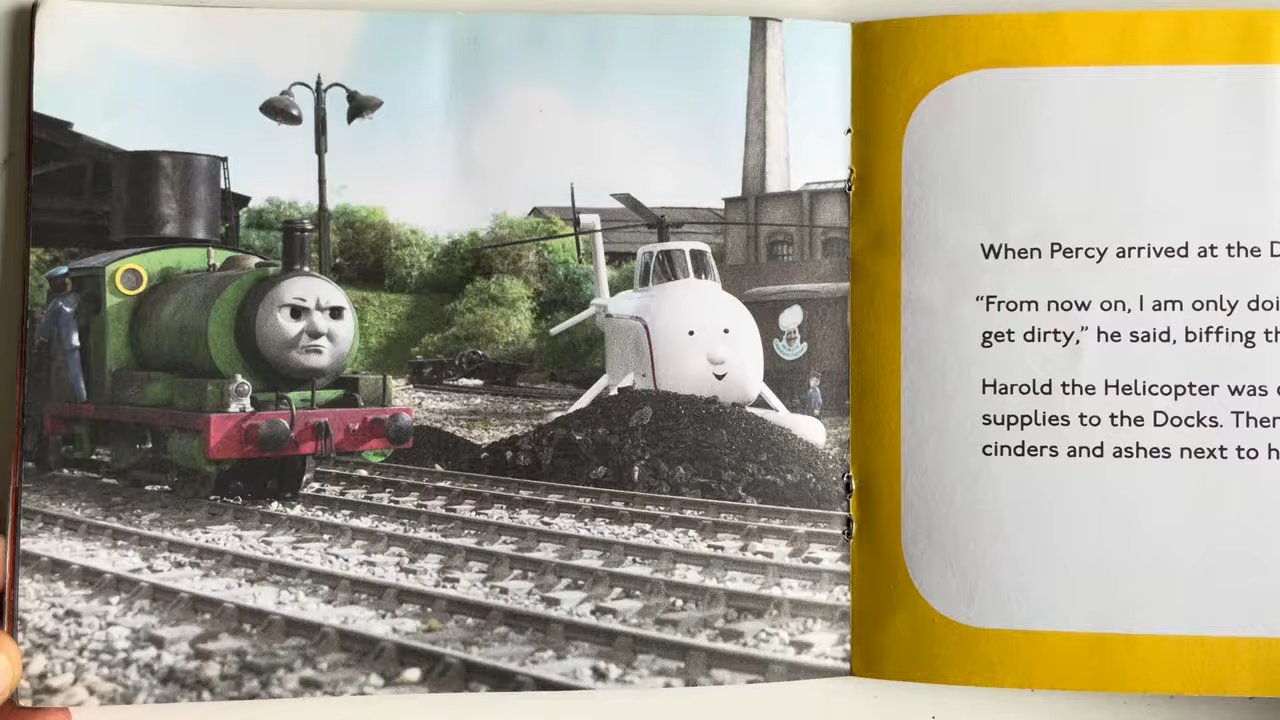 When Percy arrived at the
“From now on, I am only
get dirty,” he said, biffing
Harold the Helicopter was
supplies to the Docks.
cinders and ashes next to